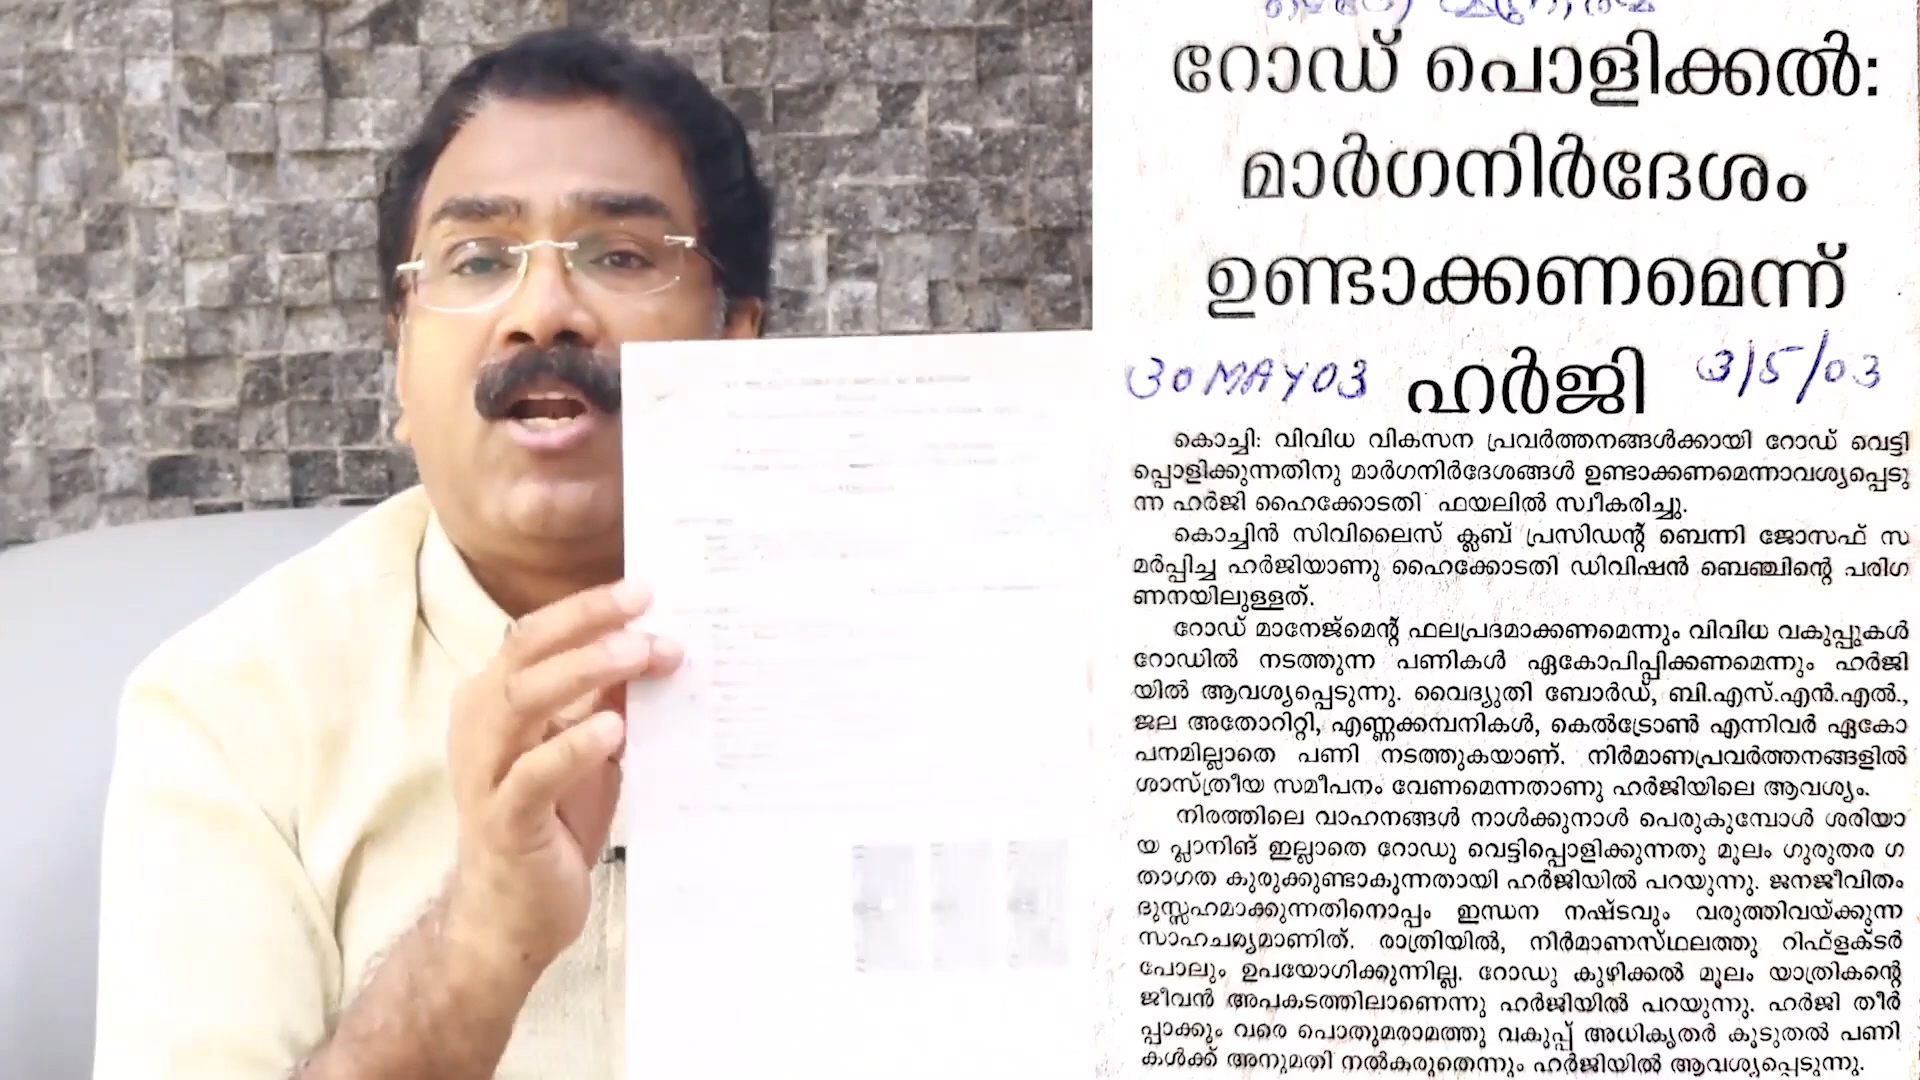 റോഡ് പൊളിക്കൽ:
മാർഗനിർദേശം
ഉണ്ടാക്കണമെന്ന്
30 MAY 03 ഹർജി 3/5/03
കൊച്ചി: വിവിധ വികസന പ്രവർത്തനങ്ങൾക്കായി റോഡ് വെട്ടി
പ്പൊളിക്കുന്നതിനു മാർഗനിർദേശങ്ങൾ ഉണ്ടാക്കണമെന്നാവശ്യപ്പെടു
ന്ന ഹർജി ഹൈക്കോടതി ഫയലിൽ സ്വീകരിച്ചു.
കൊച്ചിൻ സിവിലൈസ് ക്ലബ് പ്രസിഡന്റ് ബെന്നി ജോസഫ് സ
മർപ്പിച്ച ഹർജിയാണു ഹൈക്കോടതി ഡിവിഷൻ ബെഞ്ചിന്റെ പരിഗ
ണനയിലുള്ളത്.
റോഡ് മാനേജ്മെന്റ് ഫലപ്രദമാക്കണമെന്നും വിവിധ വകുപ്പുകൾ
റോഡിൽ നടത്തുന്ന പണികൾ ഏകോപിപ്പിക്കണമെന്നും ഹർജി
യിൽ ആവശ്യപ്പെടുന്നു. വൈദ്യുതി ബോർഡ്, ബി.എസ്.എൻ.എൽ.,
ജല അതോറിറ്റി, എണ്ണക്കമ്പനികൾ, കെൽട്രോൺ എന്നിവർ ഏകോ
പനമില്ലാതെ പണി നടത്തുകയാണ്. നിർമാണപ്രവർത്തനങ്ങളിൽ
ശാസ്ത്രീയ സമീപനം വേണമെന്നതാണു ഹർജിയിലെ ആവശ്യം.
നിരത്തിലെ വാഹനങ്ങൾ നാൾക്കുനാൾ പെരുകുമ്പോൾ ശരിയാ
യ പ്ലാനിങ് ഇല്ലാതെ റോഡു വെട്ടിപ്പൊളിക്കുന്നതു മൂലം ഗുരുതര ഗ
താഗത കുരുക്കുണ്ടാകുന്നതായി ഹർജിയിൽ പറയുന്നു. ജനജീവിതം
ദുസ്സഹമാക്കുന്നതിനൊപ്പം ഇന്ധന നഷ്ടവും വരുത്തിവയ്ക്കുന്ന
സാഹചര്യമാണിത്. രാത്രിയിൽ, നിർമാണസ്ഥലത്തു റിഫ്ളക്ടർ
പോലും ഉപയോഗിക്കുന്നില്ല. റോഡു കുഴിക്കൽ മൂലം യാത്രികന്റെ
ജീവൻ അപകടത്തിലാണെന്നു ഹർജിയിൽ പറയുന്നു. ഹർജി തീർ
പ്പാക്കും വരെ പൊതുമരാമത്തു വകുപ്പ് അധികൃതർ കൂടുതൽ പണി
കൾക്ക് അനുമതി നൽകരുതെന്നും ഹർജിയിൽ ആവശ്യപ്പെടുന്നു.